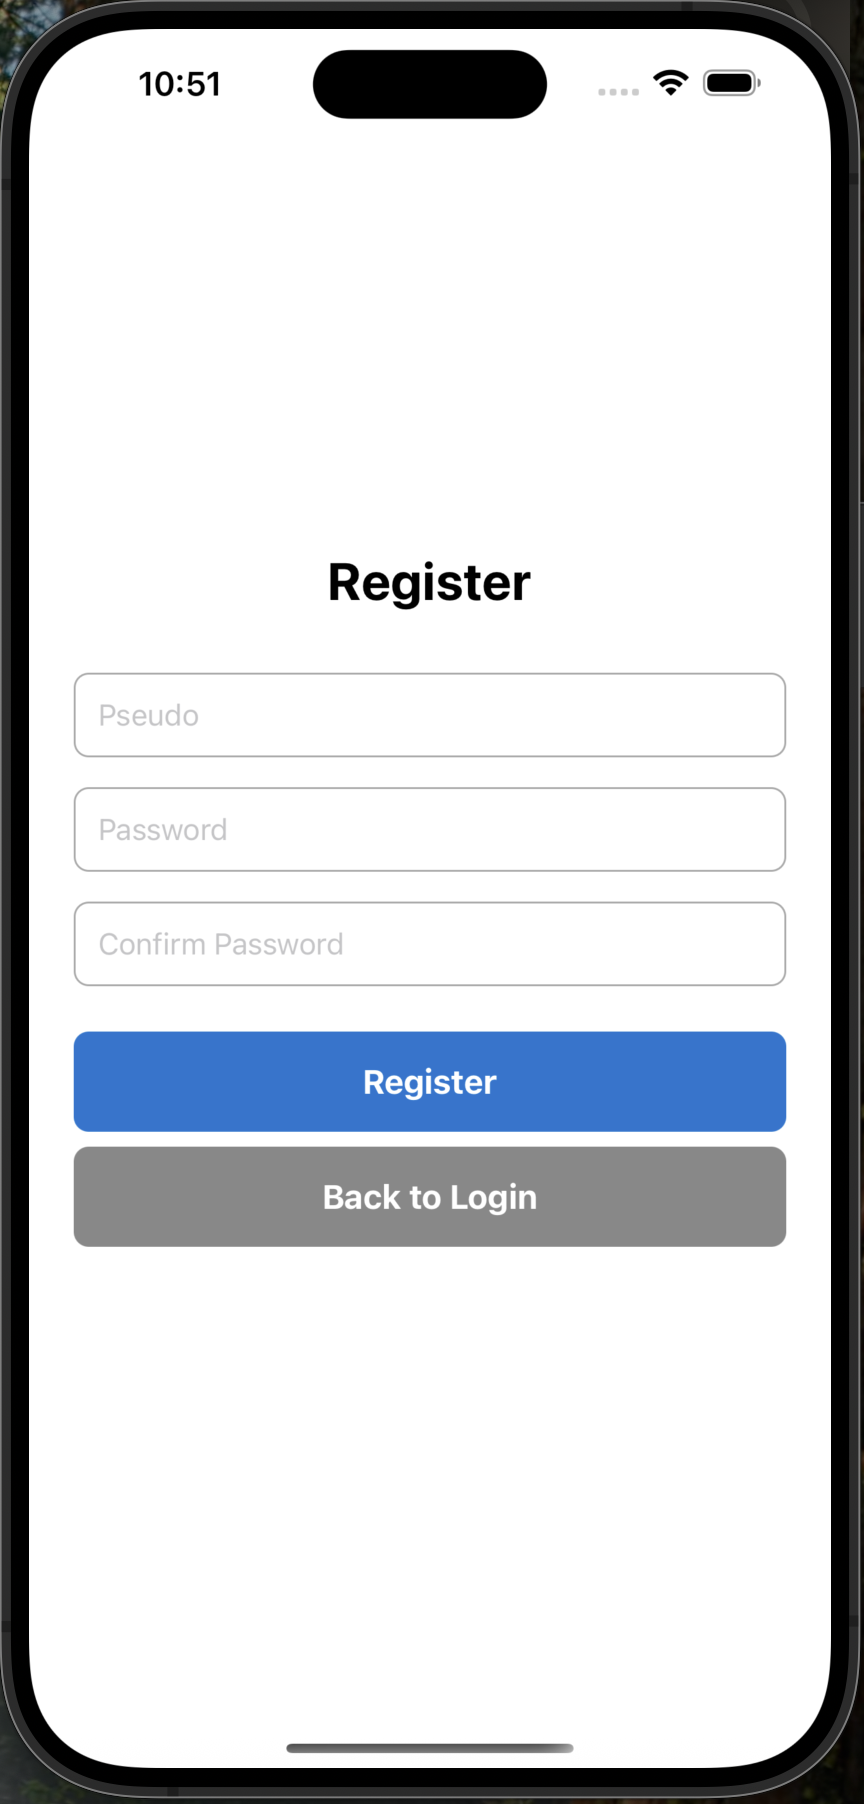 10:51
Register
Pseudo
Password
Confirm Password
Register
Back to Login